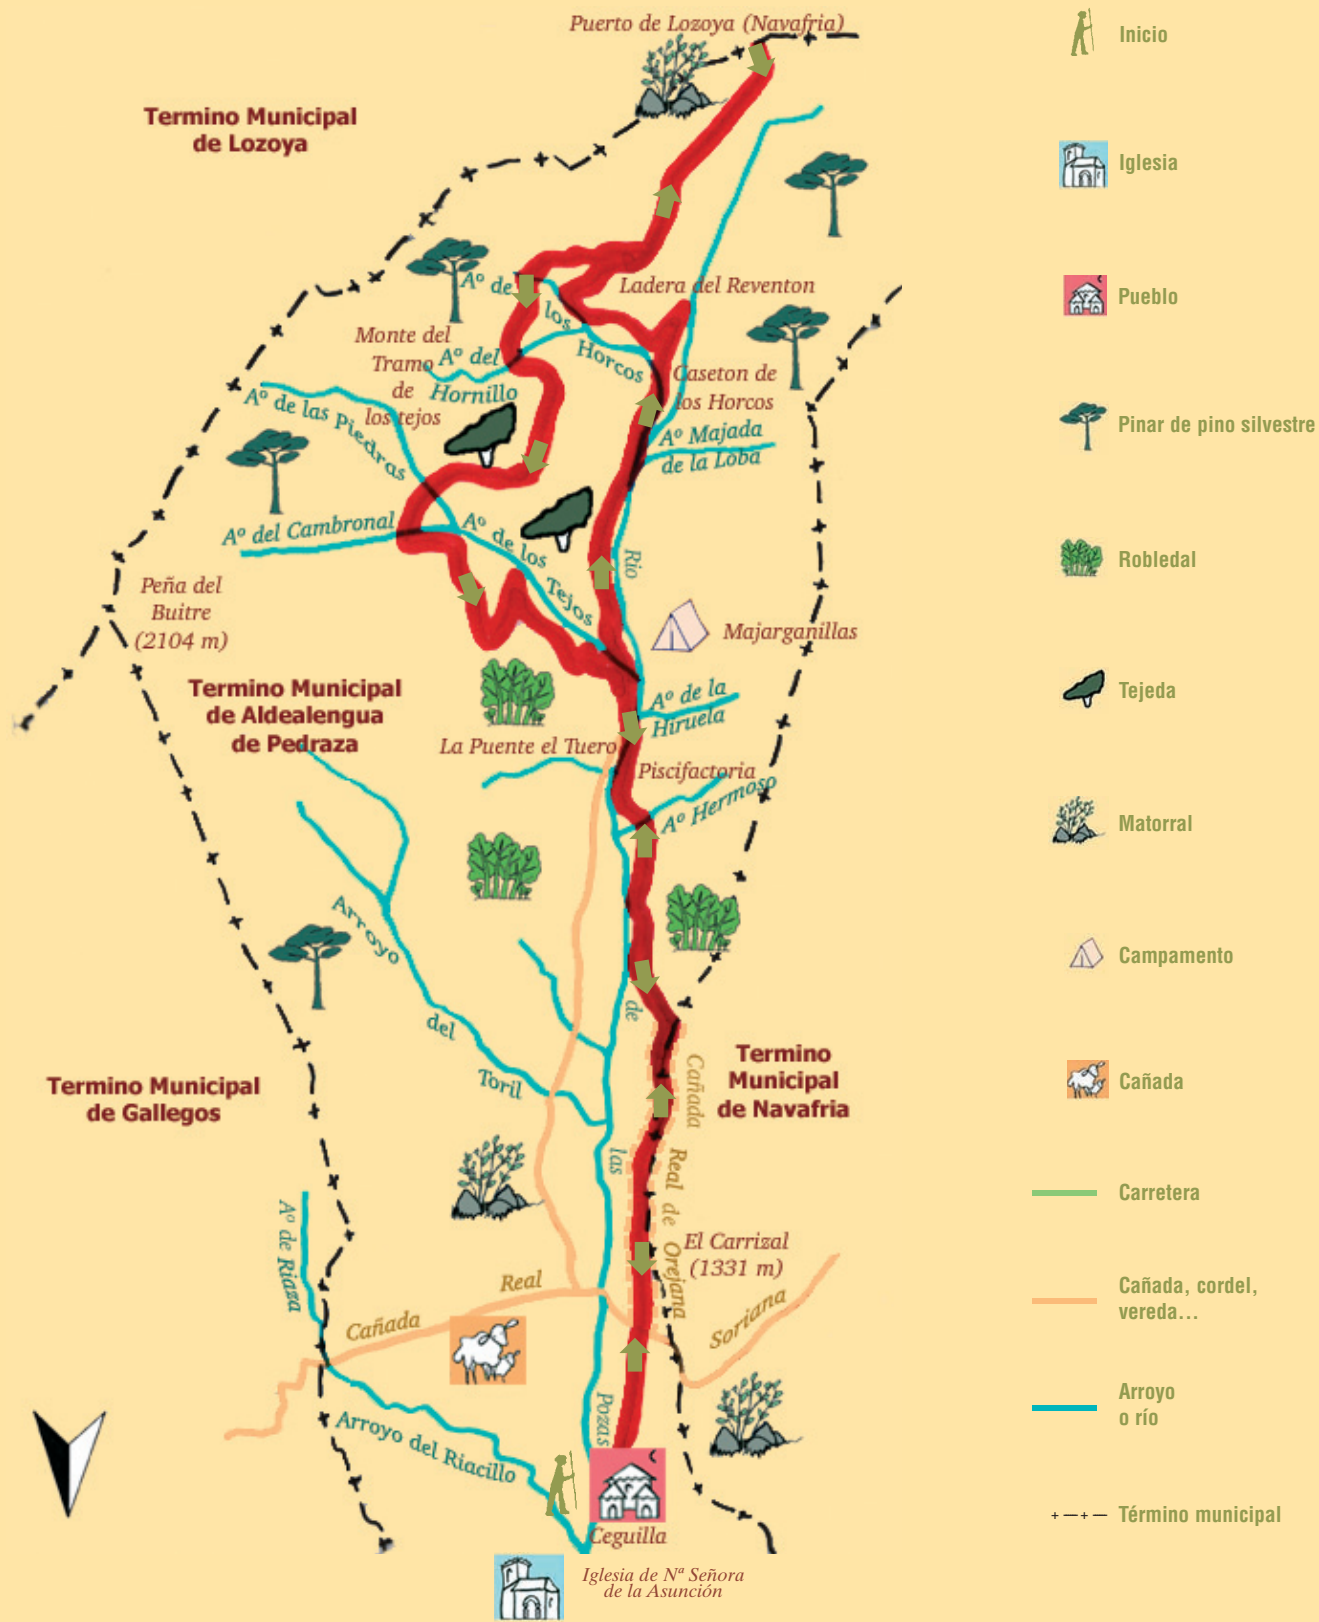 Puerto de Lozoya (Navafria)
Termino Municipal
de Lozoya
Ladera del Reventon
Aº de
los
Horcos
Monte del
Tramo
de
los tejos
Aº del
Hornillo
Caseton de
los Horcos
Aº de las Piedras
Aº Majada
de la Loba
Aº del Cambronal
Aº de los
Tejos
Rio
Peña del
Buitre
(2104 m)
Majarganillas
Termino Municipal
de Aldealengua
de Pedraza
Aº de la
Hiruela
La Puente el Tuero
Piscifactoria
Aº Hermoso
Arroyo
del
Toril
de
las
Pozas
Termino
Municipal
de Navafria
Termino Municipal
de Gallegos
Cañada
Real de Orejana
Aº de Riaza
El Carrizal
(1331 m)
Cañada
Real
Soriana
Arroyo del Riacillo
Ceguilla
Iglesia de Nª Señora
de la Asunción
Inicio
Iglesia
Pueblo
Pinar de pino silvestre
Robledal
Tejeda
Matorral
Campamento
Cañada
Carretera
Cañada, cordel,
vereda...
Arroyo
o río
Término municipal